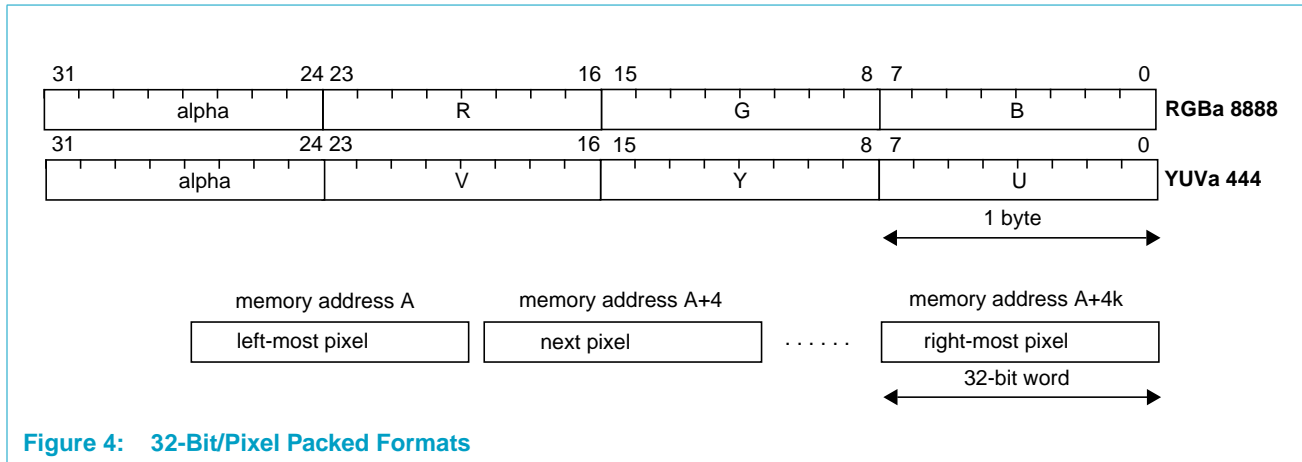 31 24 23 16 15 8 7 0
alpha R G B RGBa 8888
31 24 23 16 15 8 7 0
alpha V Y U YUVa 444
1 byte
memory address A memory address A+4 memory address A+4k
left-most pixel next pixel . . . . . . right-most pixel
32-bit word
Figure 4: 32-Bit/Pixel Packed Formats